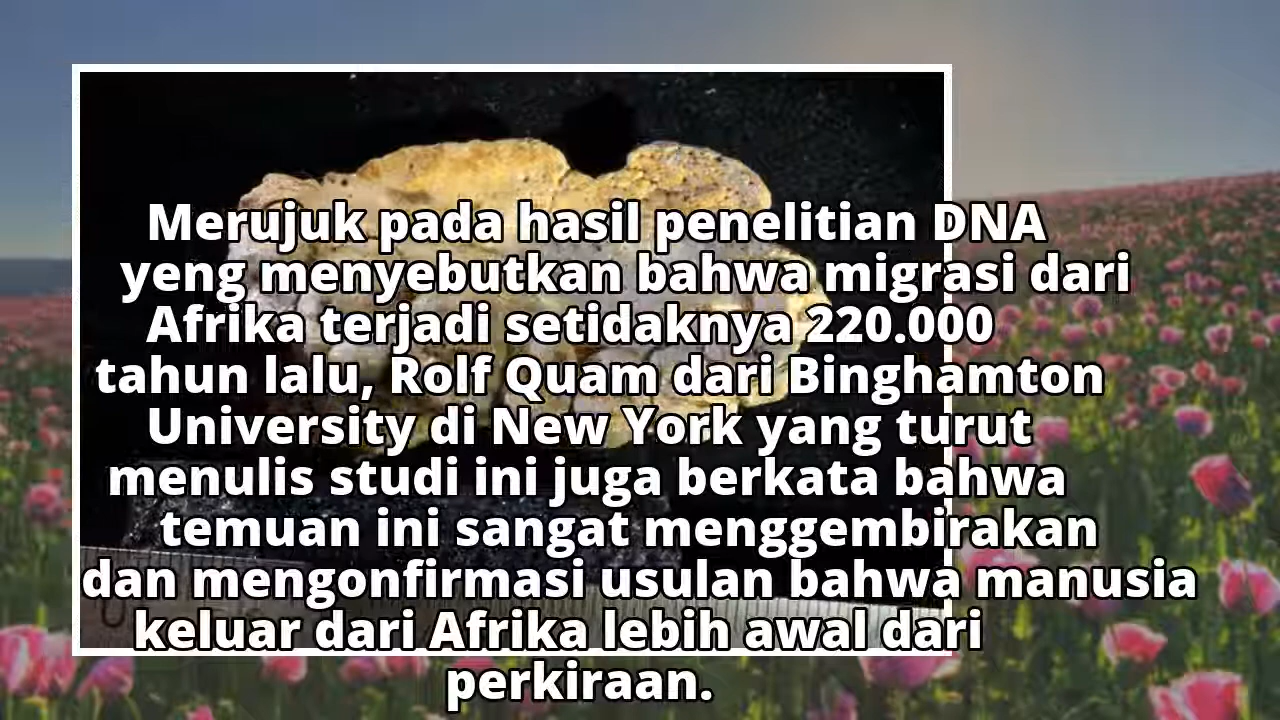 Merujuk pada hasil penelitian DNA
yeng menyebutkan bahwa migrasi dari
Afrika terjadi setidaknya 220.000
tahun lalu, Rolf Quam dari Binghamton
University di New York yang turut
menulis studi ini juga berkata bahwa
temuan ini sangat menggembirakan
dan mengonfirmasi usulan bahwa manusia
keluar dari Afrika lebih awal dari
perkiraan.